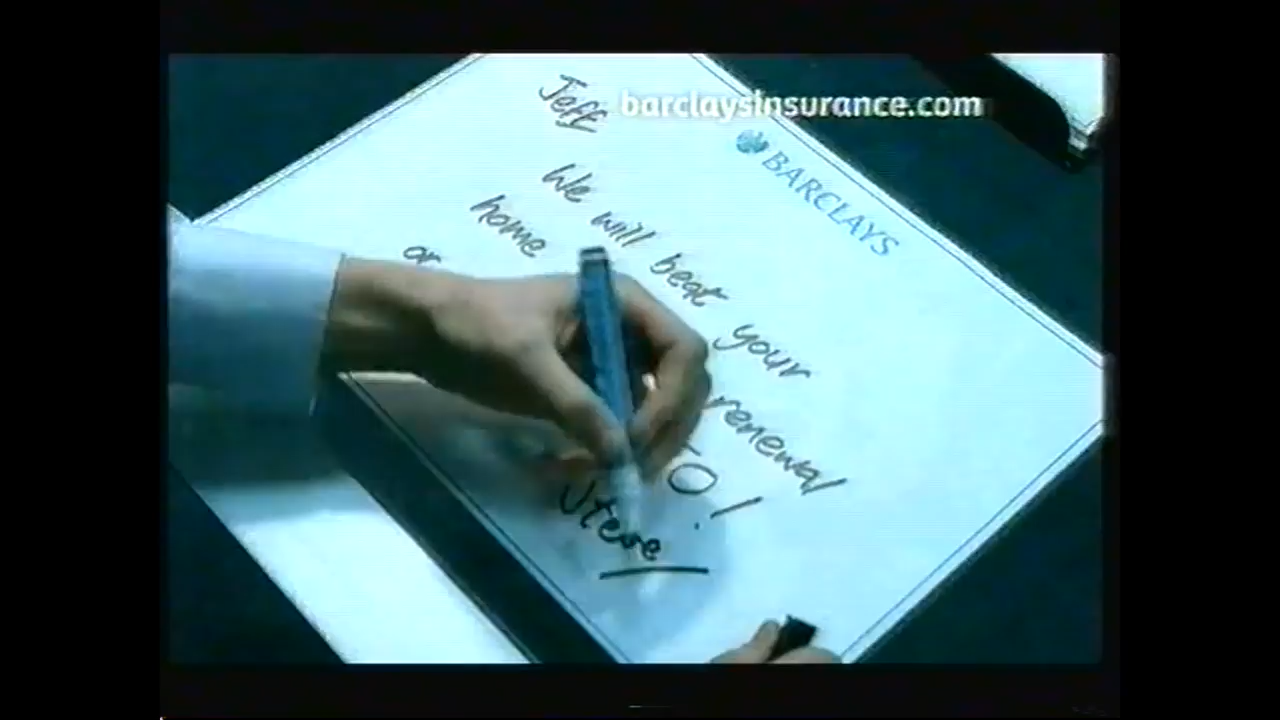 barclaysinsurance.com
BARCLAYS
Jeff
We will beat your
home renewal
or
Steve